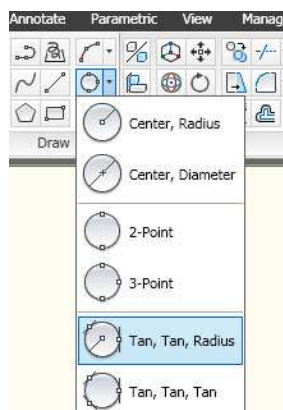 Annotate Parametric View Manag
Draw
Center, Radius
Center, Diameter
2-Point
3-Point
Tan, Tan, Radius
Tan, Tan, Tan